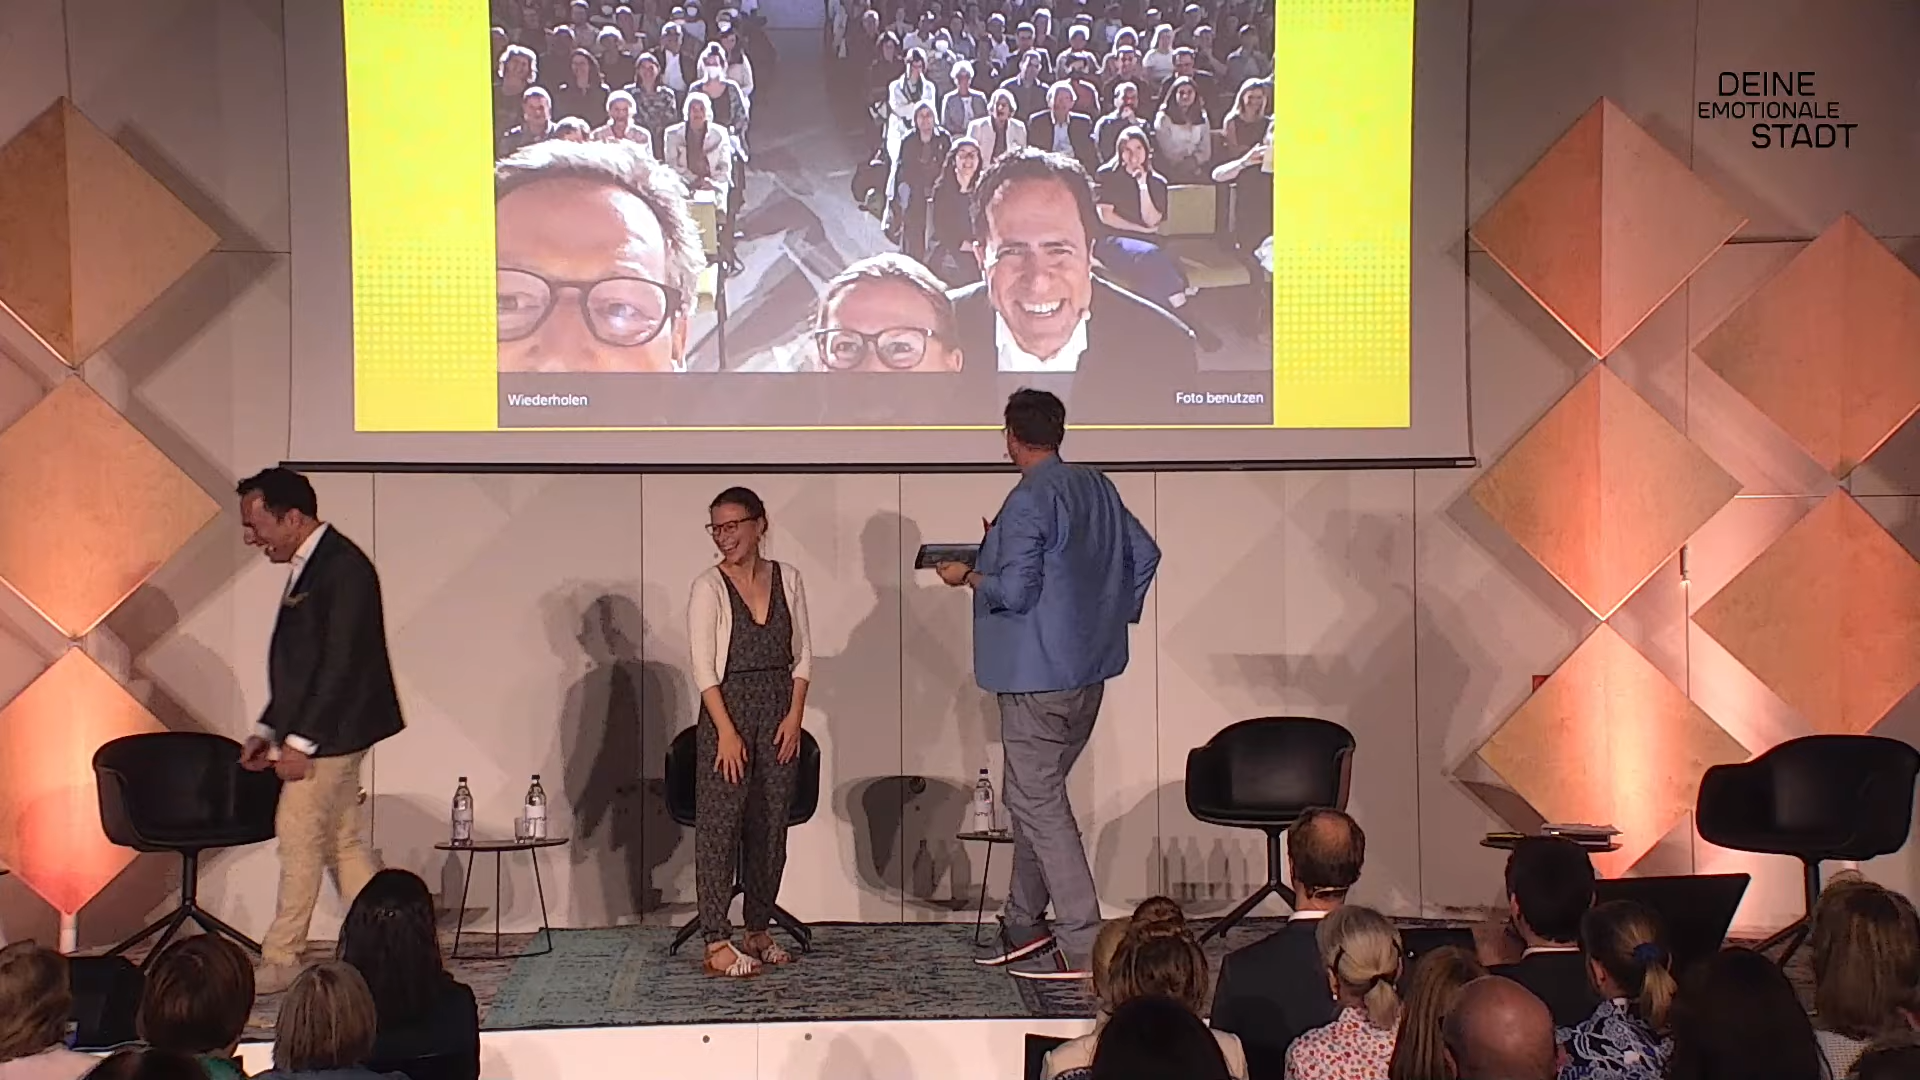 DEINE
EMOTIONALE
STADT
Wiederholen
Foto benutzen